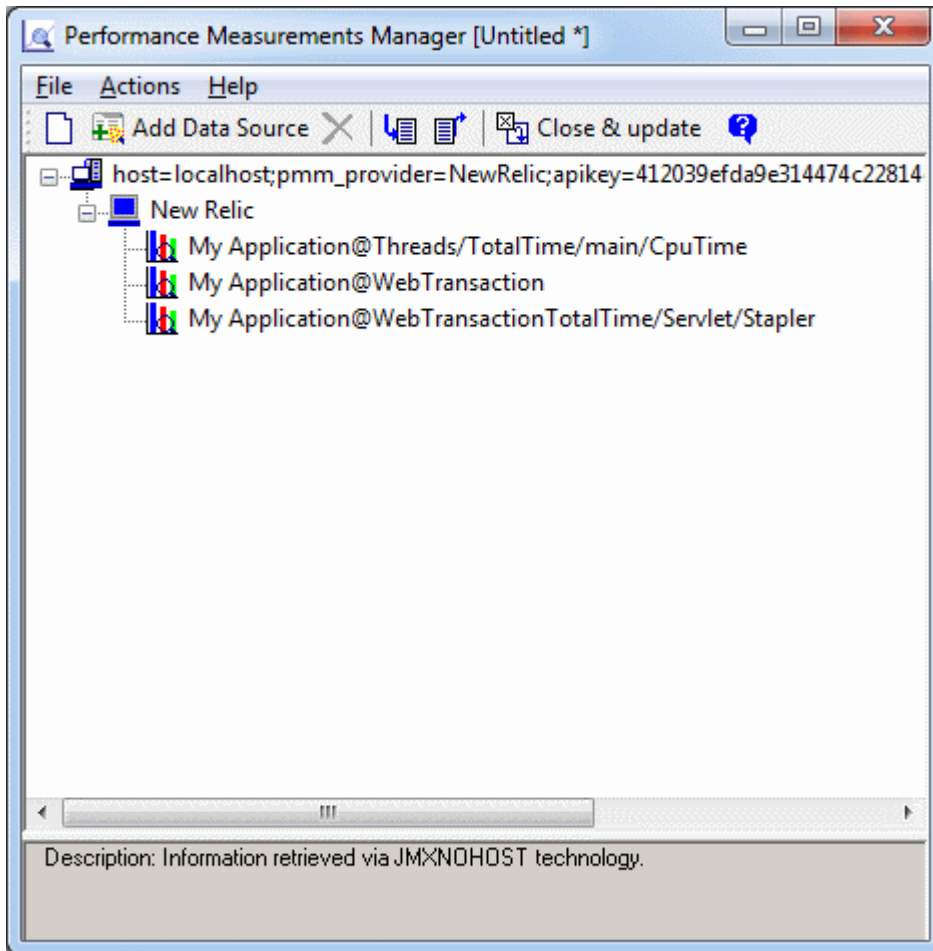 Performance Measurements Manager [Untitled *]
File Actions Help
Add Data Source Close & update
host=localhost;pmm_provider=NewRelic;apikey=412039efda9e314474c22814
New Relic
My Application@Threads/TotalTime/main/CpuTime
My Application@WebTransaction
My Application@WebTransactionTotalTime/Servlet/Stapler
Description: Information retrieved via JMXNOHOST technology.